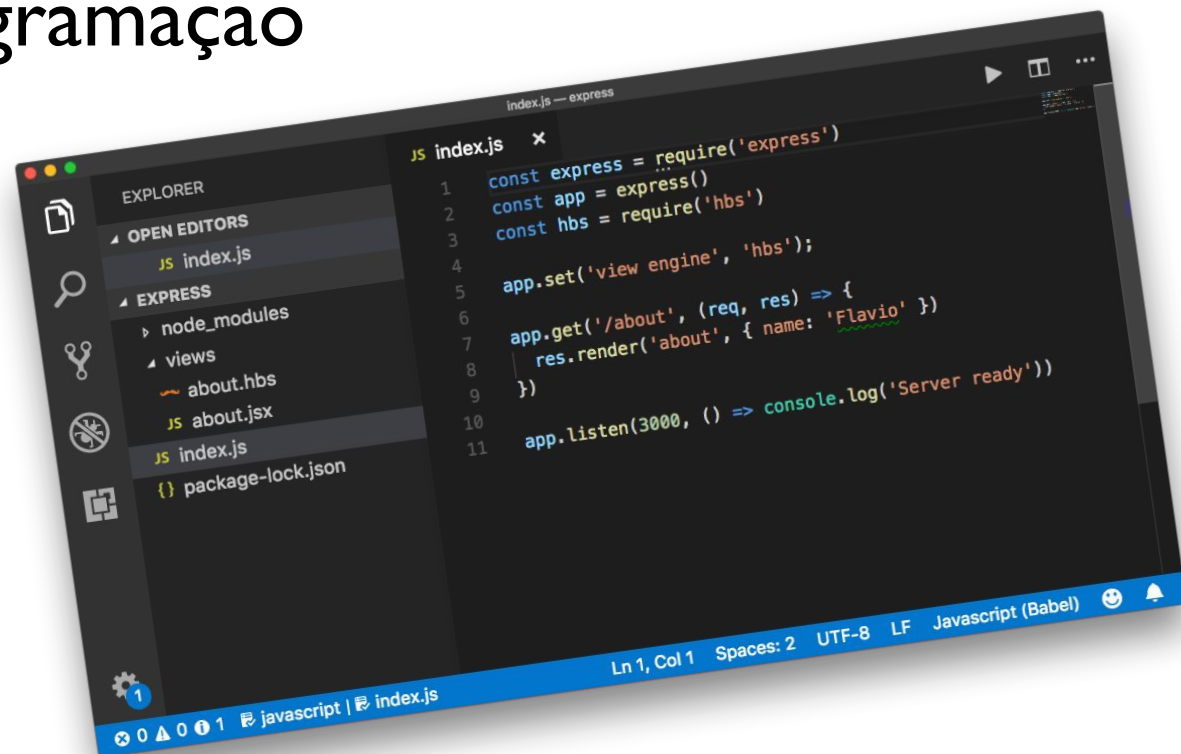 gramaçao
index.js — express
EXPLORER
OPEN EDITORS
JS index.js
EXPRESS
node_modules
views
about.hbs
JS about.jsx
JS index.js
{} package-lock.json
JS index.js ×
1 const express = require('express')
2 const app = express()
3 const hbs = require('hbs')
4
5 app.set('view engine', 'hbs');
6
7 app.get('/about', (req, res) => {
8 res.render('about', { name: 'Flavio' })
9 })
10
11 app.listen(3000, () => console.log('Server ready'))
1
0 0 1 javascript | index.js
Ln 1, Col 1 Spaces: 2 UTF-8 LF Javascript (Babel)